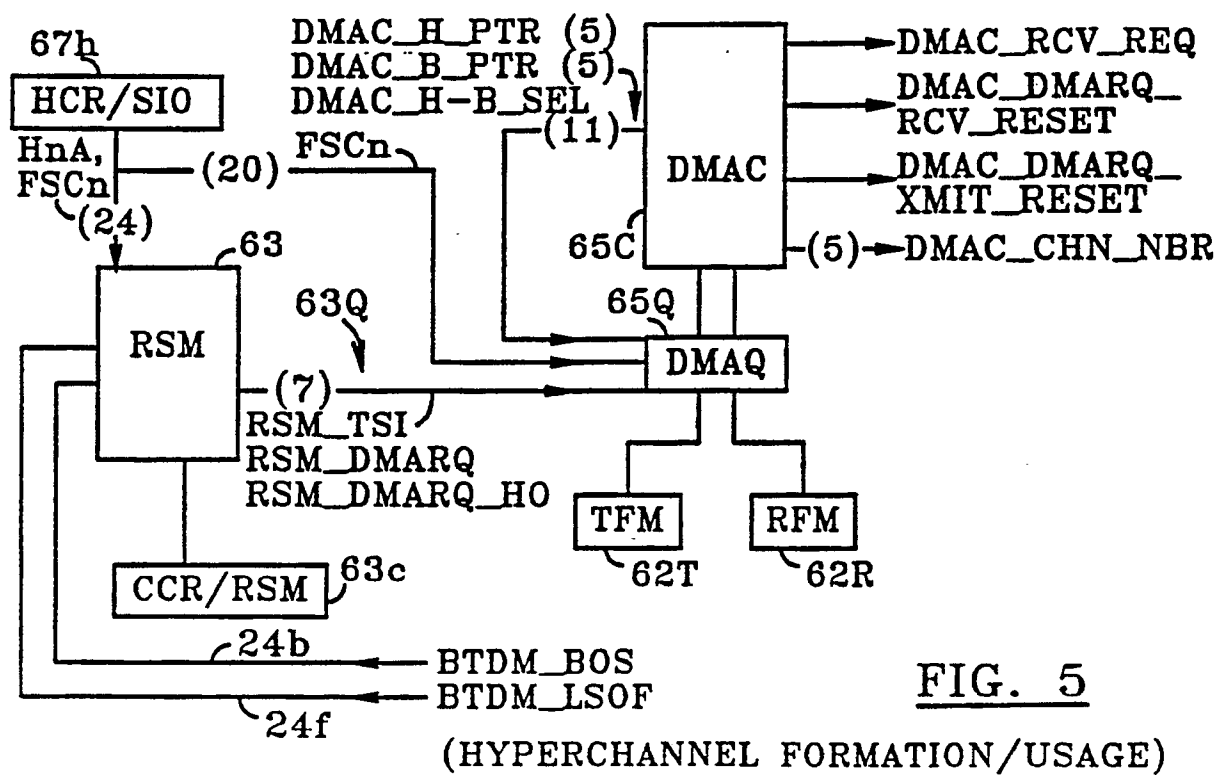 67h
HCR/SIO
HnA,
FSCn
(24)
(20)
FSCn
DMAC_H_PTR (5)
DMAC_B_PTR (5)
DMAC_H-B_SEL
(11)
DMAC
65C
DMAC_RCV_REQ
DMAC_DMARQ_
RCV_RESET
DMAC_DMARQ_
XMIT_RESET
(5) DMAC_CHN_NBR
63
RSM
63Q
65Q
DMAQ
(7)
RSM_TSI
RSM_DMARQ
RSM_DMARQ_HO
TFM
62T
RFM
62R
CCR/RSM
63c
24b
BTDM_BOS
BTDM_LSOF
24f
FIG. 5
(HYPERCHANNEL FORMATION/USAGE)